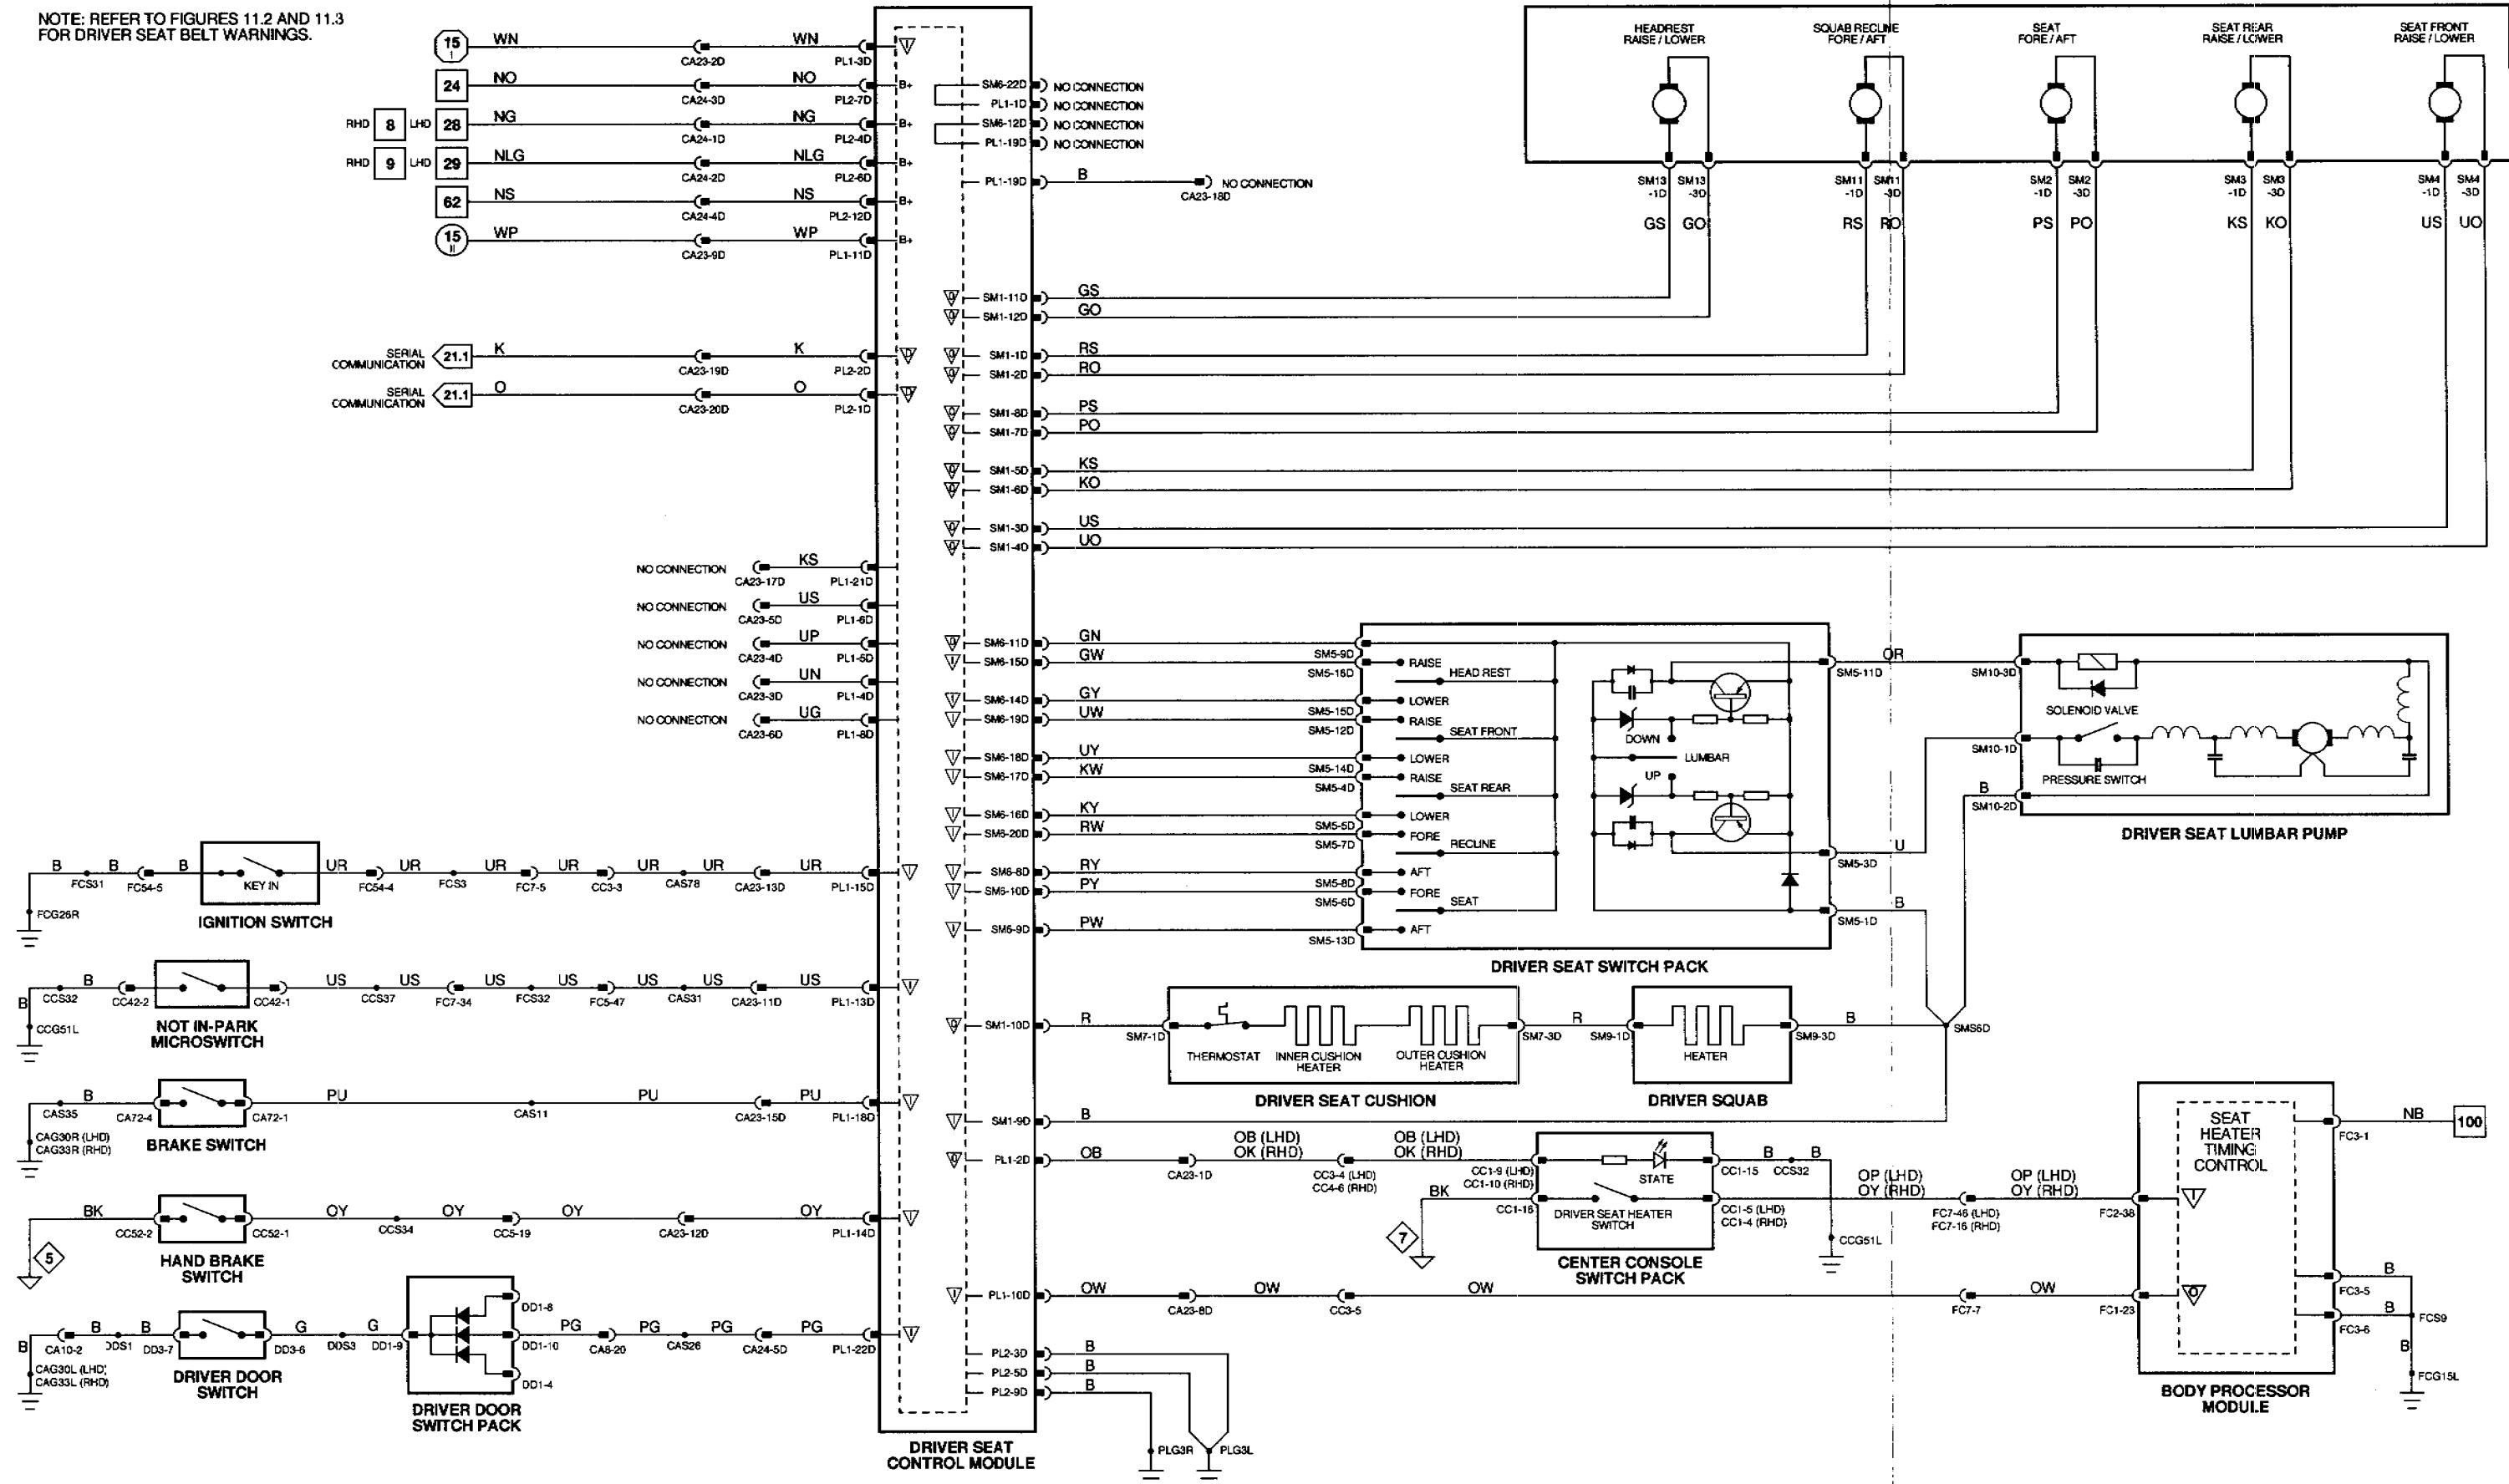 NOTE: REFER TO FIGURES 11.2 AND 11.3
FOR DRIVER SEAT BELT WARNINGS.
15 I WN CA23-2D WN PL1-3D
24 NO CA24-3D NO PL2-7D B+
RHD 8 LHD 28 NG CA24-1D NG PL2-4D B+
RHD 9 LHD 29 NLG CA24-2D NLG PL2-6D B+
62 NS CA24-4D NS PL2-12D B+
15 II WP CA23-9D WP PL1-11D B+
SERIAL
COMMUNICATION 21.1 K CA23-19D K PL2-2D
SERIAL
COMMUNICATION 21.1 O CA23-20D O PL2-1D
NO CONNECTION CA23-17D KS PL1-21D
NO CONNECTION CA23-5D US PL1-6D
NO CONNECTION CA23-4D UP PL1-5D
NO CONNECTION CA23-3D UN PL1-4D
NO CONNECTION CA23-6D UG PL1-8D
B FCS31 B FC54-5 B KEY IN UR FC54-4 UR FCS3 UR FC7-5 UR CC3-3 UR CAS78 UR CA23-13D UR PL1-15D I
FCG26R
IGNITION SWITCH
B CCS32 B CC42-2 CC42-1 US CCS37 US FC7-34 US FCS32 US FC5-47 US CAS31 US CA23-11D US PL1-13D I
CCG51L
NOT IN-PARK
MICROSWITCH
CAS35 B CA72-4 CA72-1 PU CAS11 PU CA23-15D PU PL1-18D I
CAG30R (LHD)
CAG33R (RHD)
BRAKE SWITCH
BK CC52-2 CC52-1 OY CCS34 OY CC5-19 OY CA23-12D OY PL1-14D I
5
HAND BRAKE
SWITCH
B CA10-2 B DDS1 B DD3-7 DD3-6 G DDS3 G DD1-9 DD1-8 DD1-10 DD1-4 PG CA8-20 PG CAS26 PG CA24-5D PG PL1-22D I
CAG30L (LHD)
CAG33L (RHD)
DRIVER DOOR
SWITCH
DRIVER DOOR
SWITCH PACK
SM6-22D NO CONNECTION
PL1-1D NO CONNECTION
SM6-12D NO CONNECTION
PL1-19D NO CONNECTION
PL1-19D B CA23-18D NO CONNECTION
O SM1-11D GS
O SM1-12D GO
O SM1-1D RS
O SM1-2D RO
O SM1-8D PS
O SM1-7D PO
O SM1-5D KS
O SM1-6D KO
O SM1-3D US
O SM1-4D UO
O SM6-11D GN SM5-9D
I SM6-15D GW SM5-16D RAISE
HEAD REST
I SM6-14D GY SM5-15D LOWER
I SM6-19D UW SM5-12D RAISE
SEAT FRONT
I SM6-18D UY SM5-14D LOWER
I SM6-17D KW SM5-4D RAISE
SEAT REAR
I SM6-16D KY SM5-5D LOWER
I SM6-20D RW SM5-7D FORE
RECLINE
I SM6-8D RY SM5-8D AFT
I SM6-10D PY SM5-6D FORE
SEAT
I SM6-9D PW SM5-13D AFT
DOWN
LUMBAR
UP
SM5-11D OR SM10-3D
SM5-3D U SM10-1D
SM5-1D B
B SM10-2D
DRIVER SEAT SWITCH PACK
SOLENOID VALVE
PRESSURE SWITCH
DRIVER SEAT LUMBAR PUMP
O SM1-10D R SM7-1D SM7-3D R SM9-1D SM9-3D B SMS6D
THERMOSTAT
INNER CUSHION
HEATER
OUTER CUSHION
HEATER
HEATER
DRIVER SEAT CUSHION
DRIVER SQUAB
I SM1-9D B
O PL1-2D OB CA23-1D
OB (LHD)
OK (RHD)
CC3-4 (LHD)
CC4-6 (RHD)
OB (LHD)
OK (RHD)
CC1-9 (LHD)
CC1-10 (RHD)
STATE
CC1-15 B CCS32 B
CCG51L
BK CC1-16
7
DRIVER SEAT HEATER
SWITCH
CC1-5 (LHD)
CC1-4 (RHD)
OP (LHD)
OY (RHD)
FC7-46 (LHD)
FC7-16 (RHD)
OP (LHD)
OY (RHD)
FC2-38
CENTER CONSOLE
SWITCH PACK
I PL1-10D OW CA23-8D OW CC3-5 OW FC7-7 OW FC1-23
PL2-3D B
PL2-5D B
PL2-9D B
PLG3R PLG3L
DRIVER SEAT
CONTROL MODULE
SEAT
HEATER
TIMING
CONTROL
I
O
FC3-1 NB 100
FC3-5 B
FC3-6 B FCS9
B
FCG15L
BODY PROCESSOR
MODULE
HEADREST
RAISE / LOWER
SQUAB RECLINE
FORE / AFT
SEAT
FORE / AFT
SEAT REAR
RAISE / LOWER
SEAT FRONT
RAISE / LOWER
SM13 -1D SM13 -3D
SM11 -1D SM11 -3D
SM2 -1D SM2 -3D
SM3 -1D SM3 -3D
SM4 -1D SM4 -3D
GS GO RS RO PS PO KS KO US UO